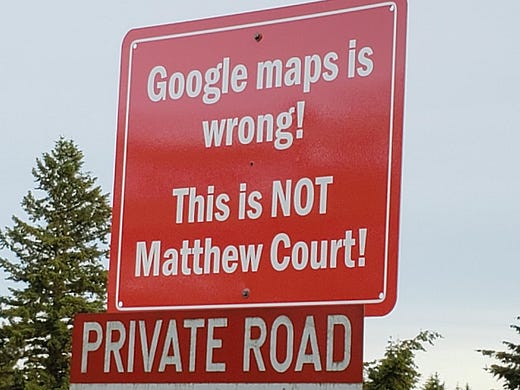 Google maps is
wrong!
This is NOT
Matthew Court!
PRIVATE ROAD